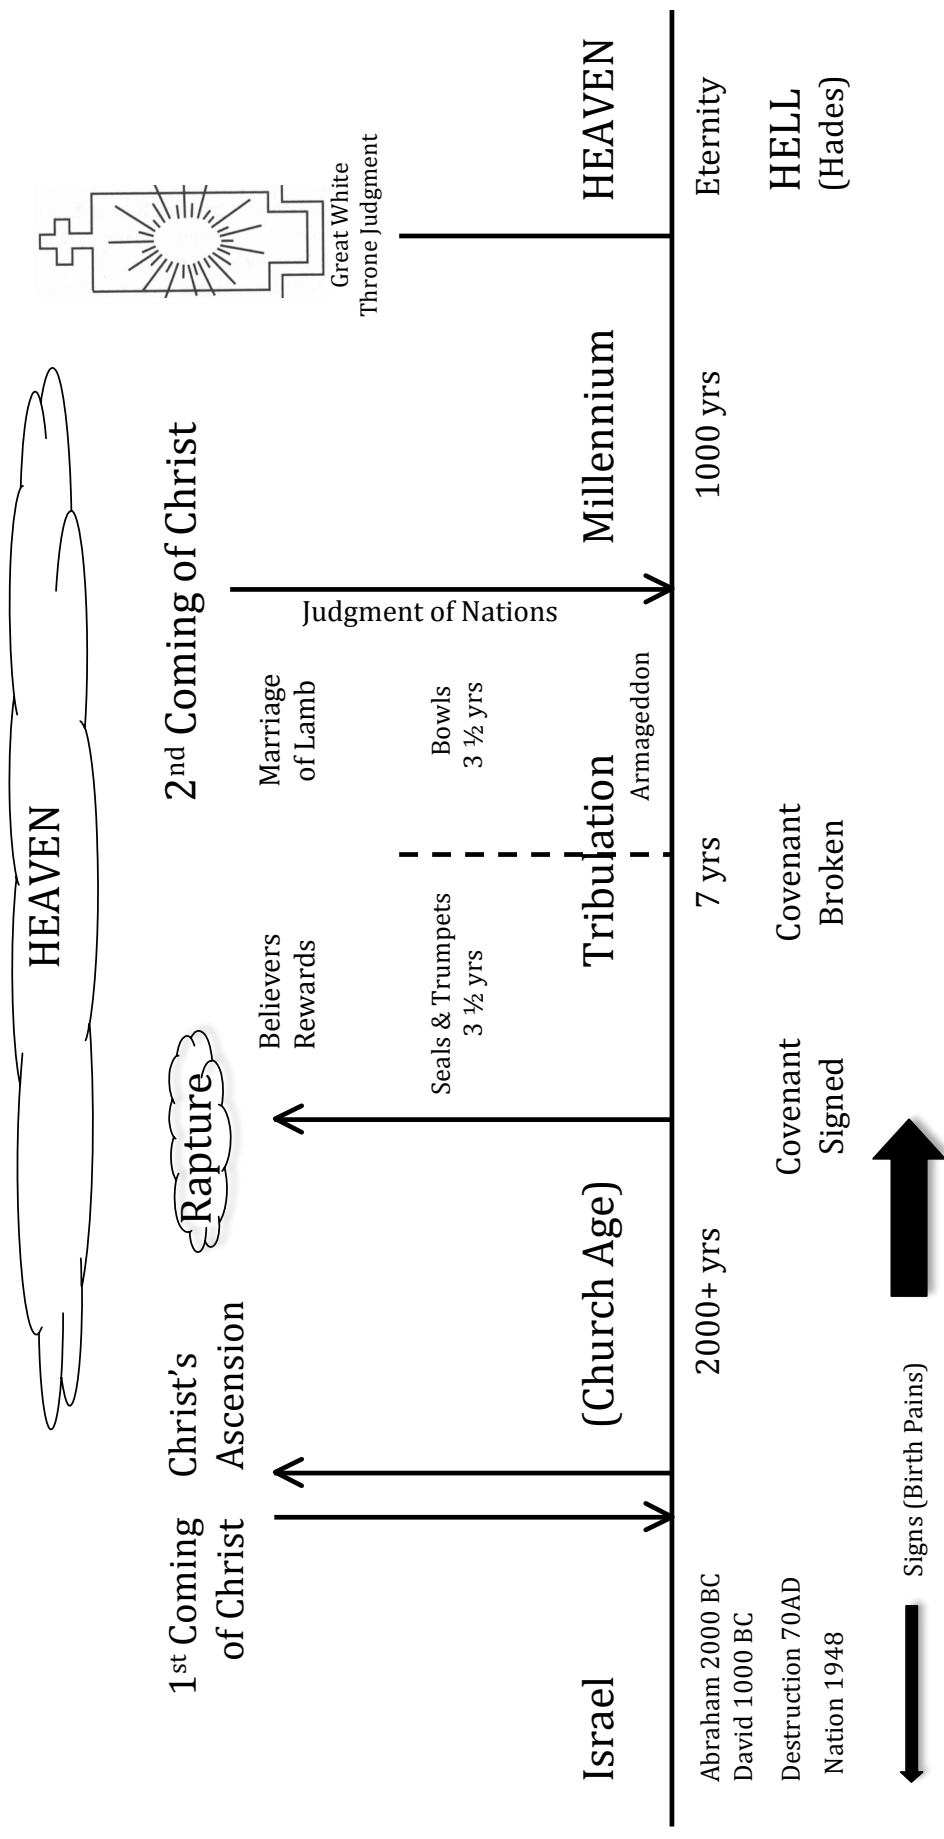 HEAVEN
1st Coming
of Christ
Christ's
Ascension
Rapture
2nd Coming of Christ
Great White
Throne Judgment
Believers
Rewards
Marriage
of Lamb
Judgment of Nations
Seals & Trumpets
3 ½ yrs
Bowls
3 ½ yrs
Israel
(Church Age)
Tribulation
Armageddon
Millennium
HEAVEN
Abraham 2000 BC
David 1000 BC
Destruction 70AD
Nation 1948
2000+ yrs
7 yrs
1000 yrs
Eternity
Covenant
Signed
Covenant
Broken
HELL
(Hades)
Signs (Birth Pains)